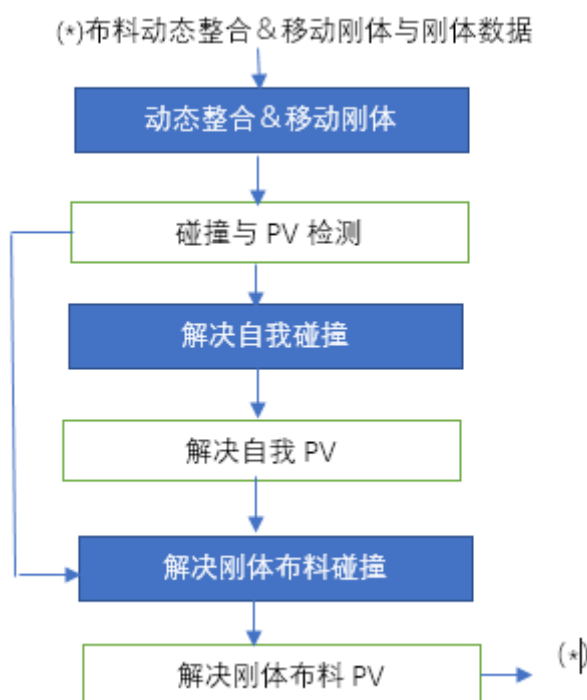 (*)布料动态整合＆移动刚体与刚体数据
动态整合＆移动刚体
碰撞与 PV 检测
解决自我碰撞
解决自我 PV
解决刚体布料碰撞
(*)
解决刚体布料 PV